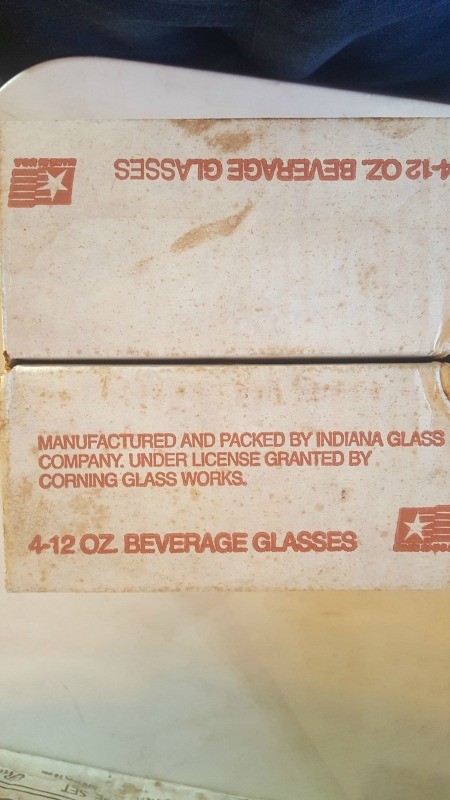 4-12 OZ. BEVERAGE GLASSES
MANUFACTURED AND PACKED BY INDIANA GLASS
COMPANY. UNDER LICENSE GRANTED BY
CORNING GLASS WORKS.
4-12 OZ. BEVERAGE GLASSES
SET